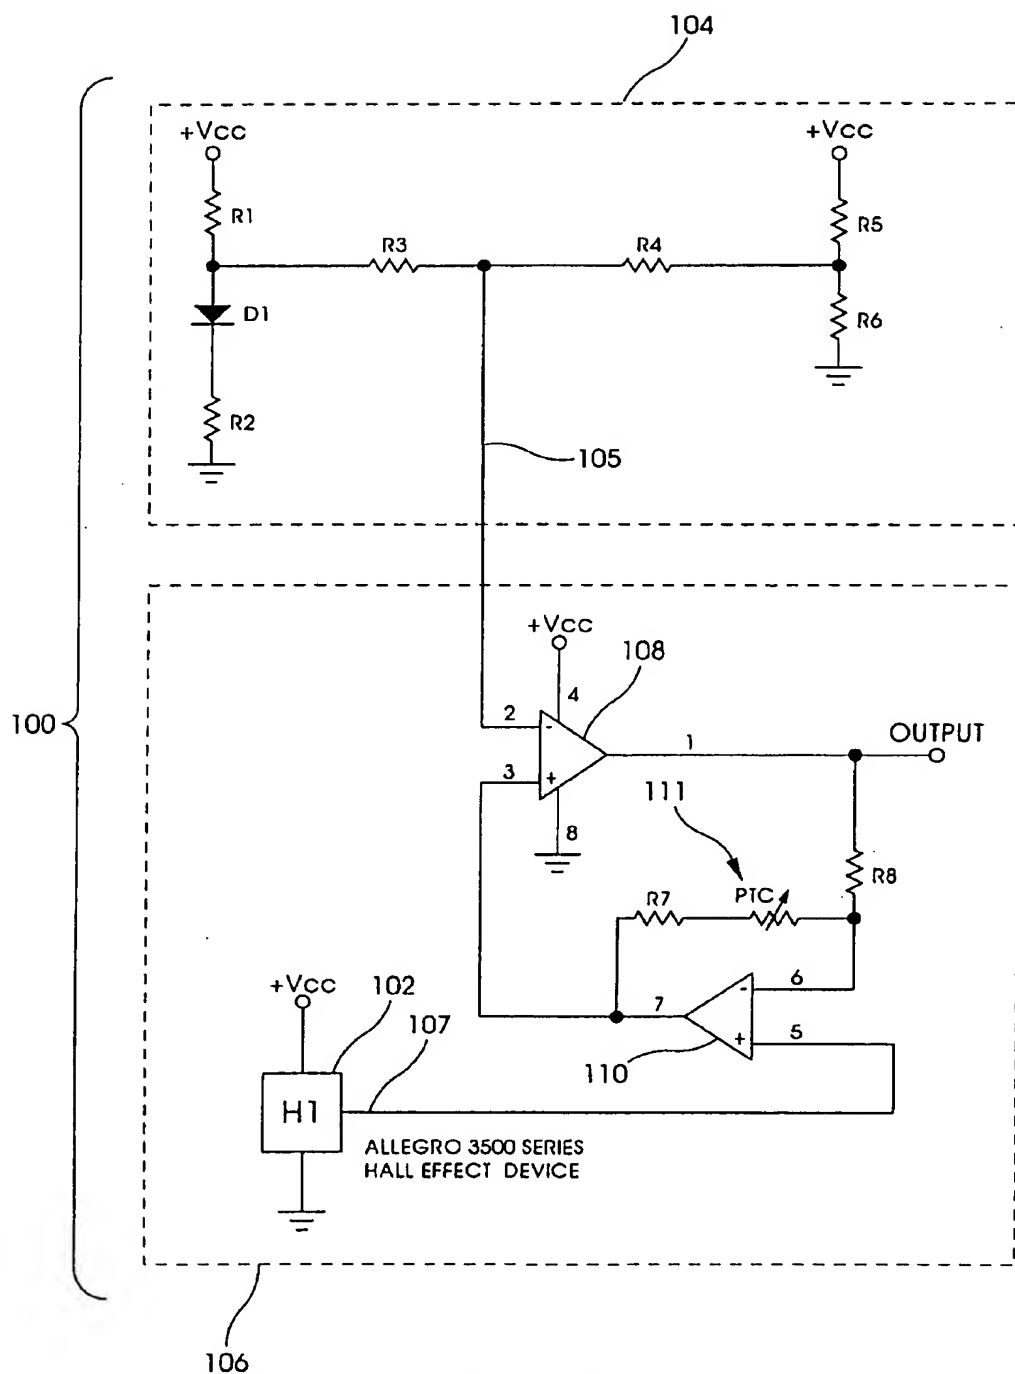 104
+Vcc
+Vcc
R1
R5
R3
R4
D1
R6
R2
105
+Vcc
108
4
2
-
100
1
OUTPUT
3
+
111
8
R8
R7
PTC
+Vcc
102
6
-
107
7
5
+
110
H1
ALLEGRO 3500 SERIES
HALL EFFECT DEVICE
106